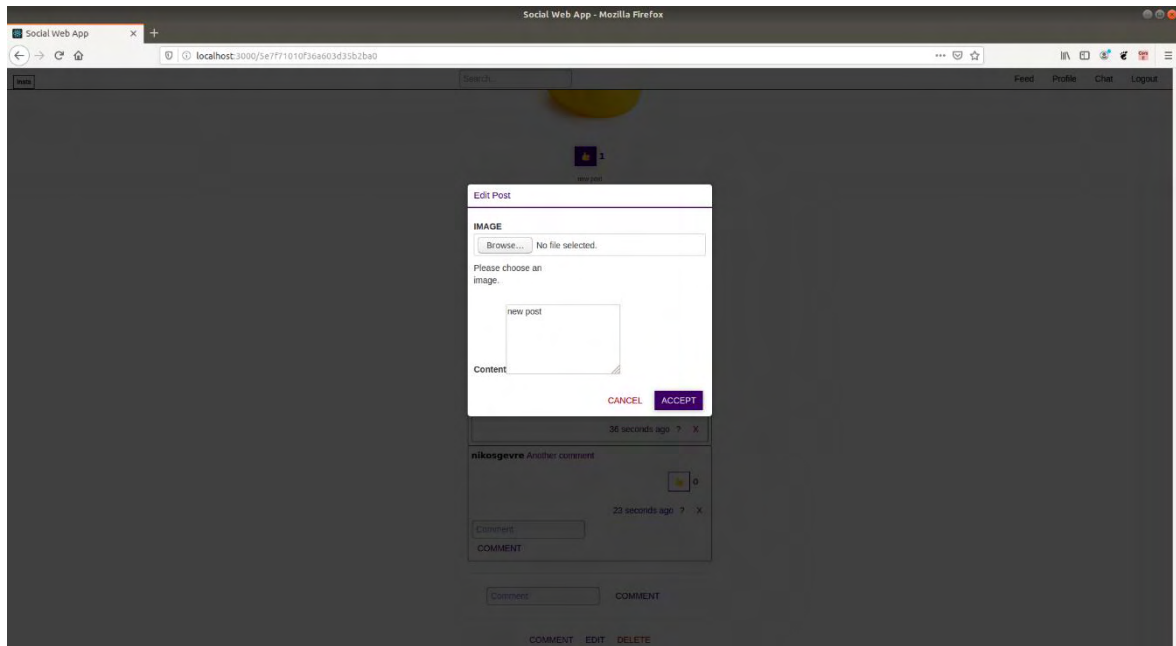 Social Web App - Mozilla Firefox
Social Web App
localhost:3000/5e7f71010f36a603d35b2ba0
Search... Feed Profile Chat Logout
1
new post
Edit Post
IMAGE
Browse... No file selected.
Please choose an
image.
new post
Content
CANCEL ACCEPT
36 seconds ago ? X
nikosgevre Another comment
0
23 seconds ago ? X
Comment
COMMENT
Comment COMMENT
COMMENT EDIT DELETE